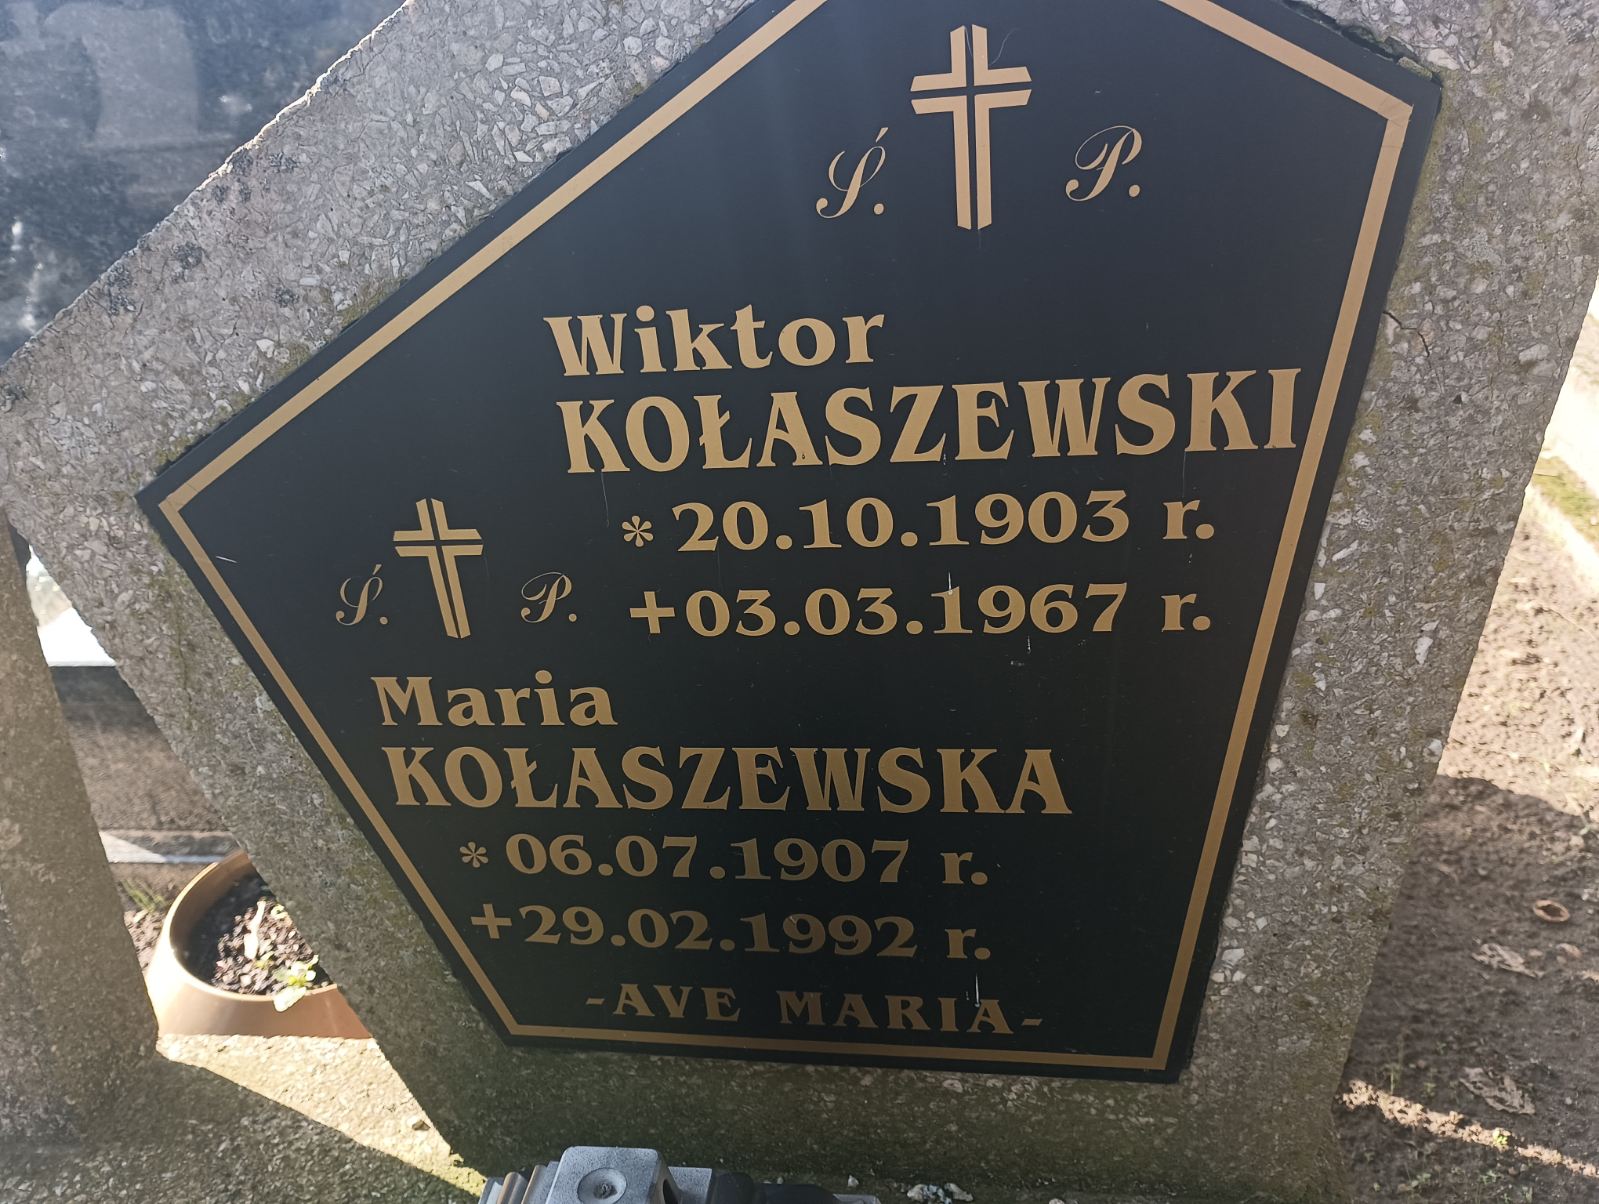 Ś. P.
Wiktor
KOŁASZEWSKI
* 20.10.1903 r.
+03.03.1967 r.
Ś. P.
Maria
KOŁASZEWSKA
* 06.07.1907 r.
+29.02.1992 r.
-AVE MARIA-